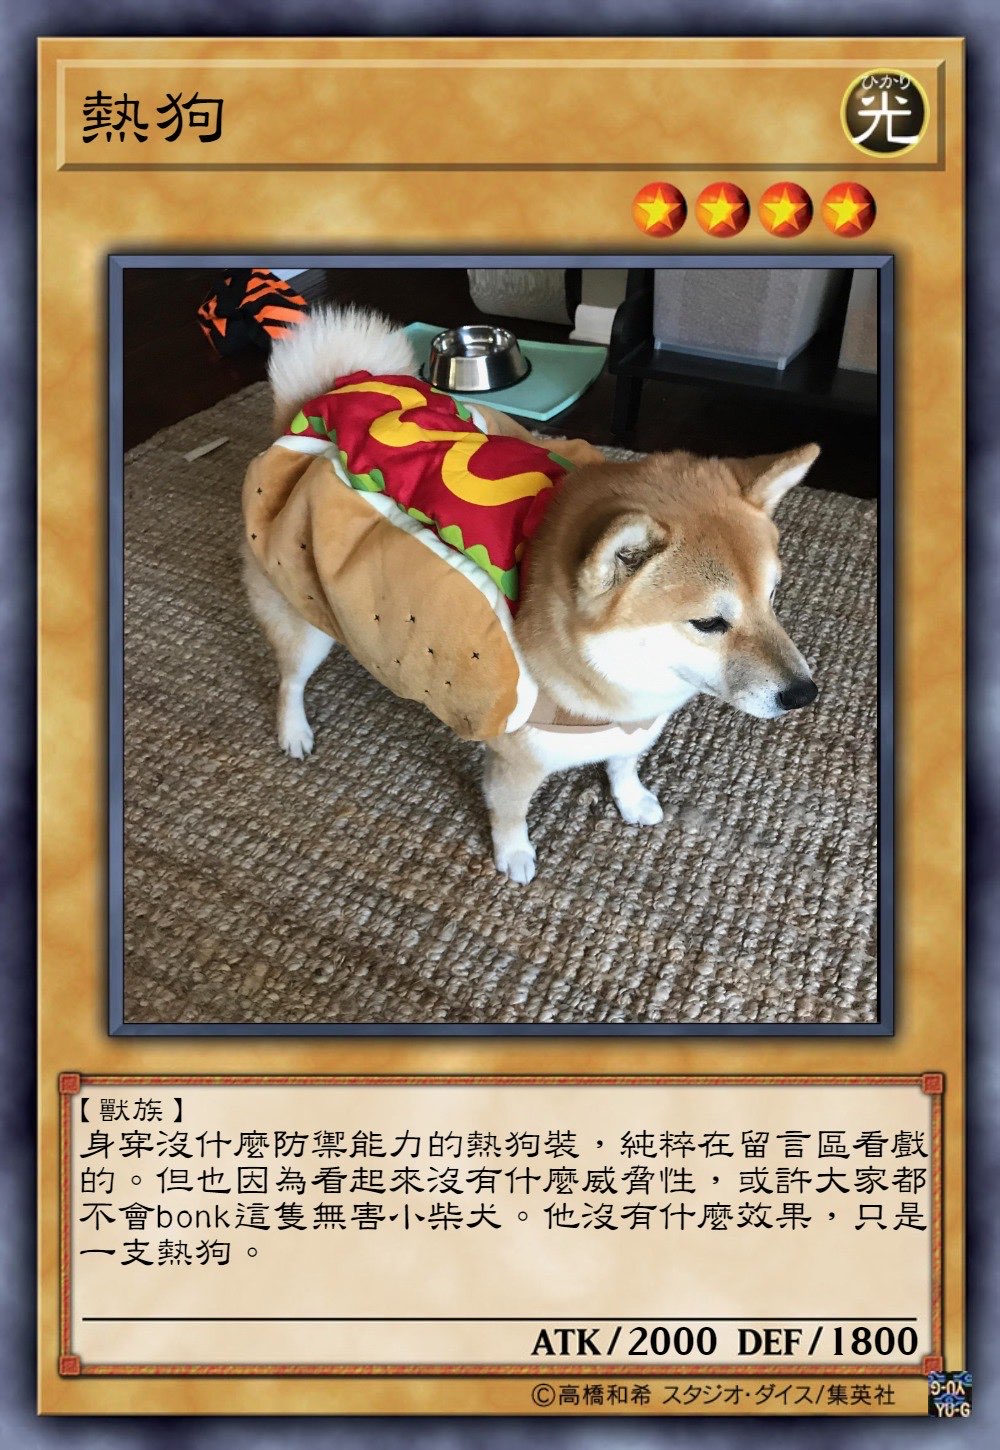 熱狗
ひかり
光
【獸族】
身穿沒什麼防禦能力的熱狗裝，純粹在留言區看戲
的。但也因為看起來沒有什麼威脅性，或許大家都
不會bonk這隻無害小柴犬。他沒有什麼效果，只是
一支熱狗。
ATK/2000 DEF/1800
©高橋和希 スタジオ・ダイス/集英社
YU-G
YU-G